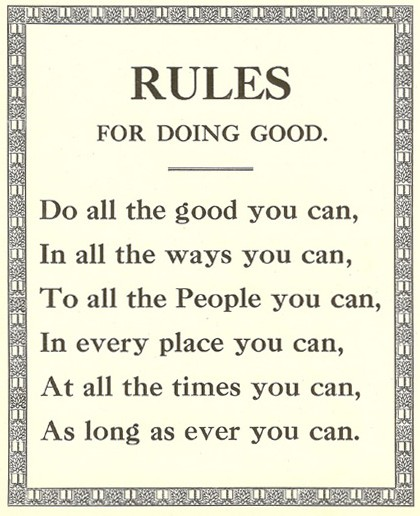 RULES
FOR DOING GOOD.
Do all the good you can,
In all the ways you can,
To all the People you can,
In every place you can,
At all the times you can,
As long as ever you can.